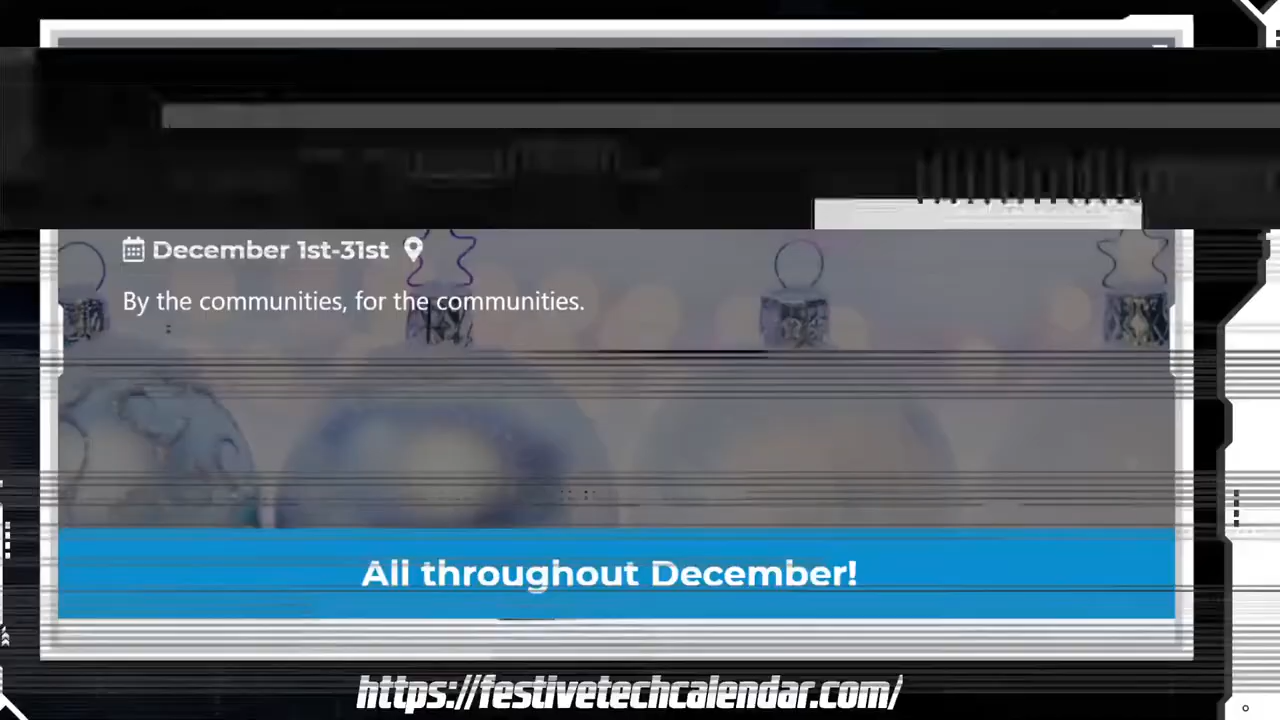 December 1st-31st
By the communities, for the communities.
All throughout December!
https://festivetechcalendar.com/